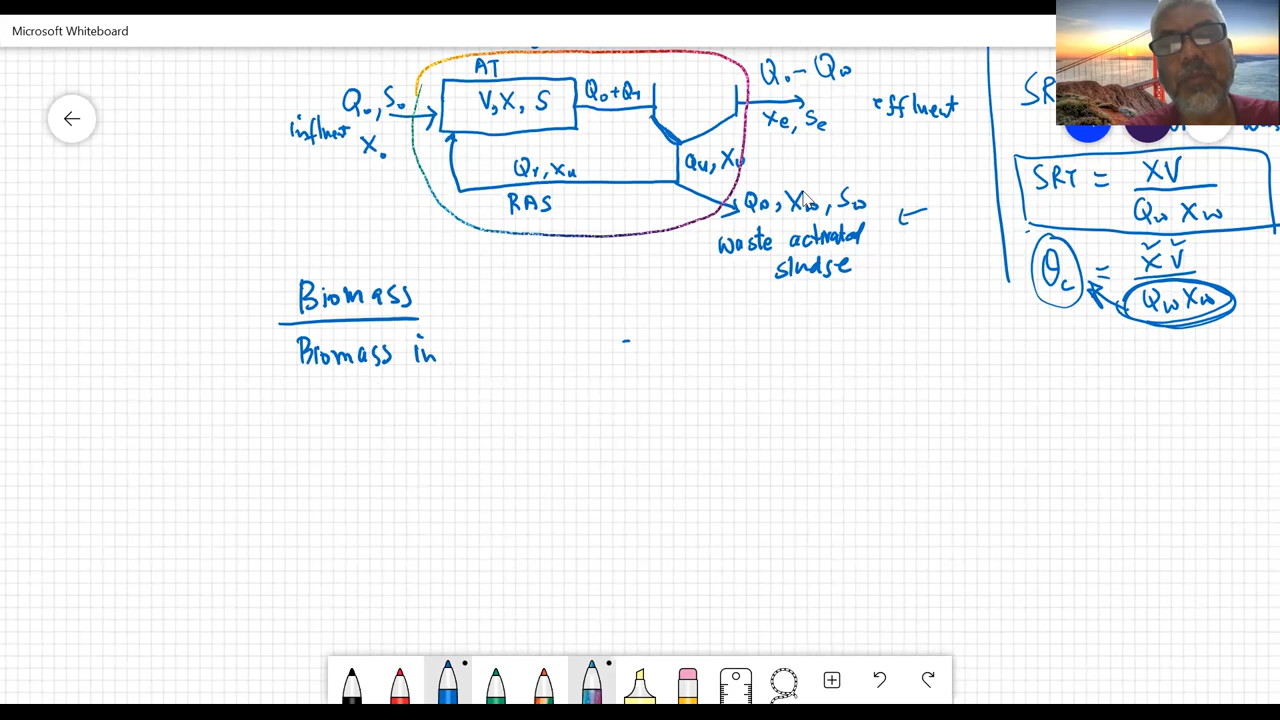 Microsoft Whiteboard
AT
Q₀, S₀
influent
X₀
V, X, S
Q₀+Qr
Q₀ - Qw
Xe, Se
effluent
Qr, Xu
RAS
Qu, Xu
Qw, Xw, Sw
waste activated
sludge
Biomass
Biomass in
SR
SRT = XV
Qw Xw
θc = X V
Qw Xw